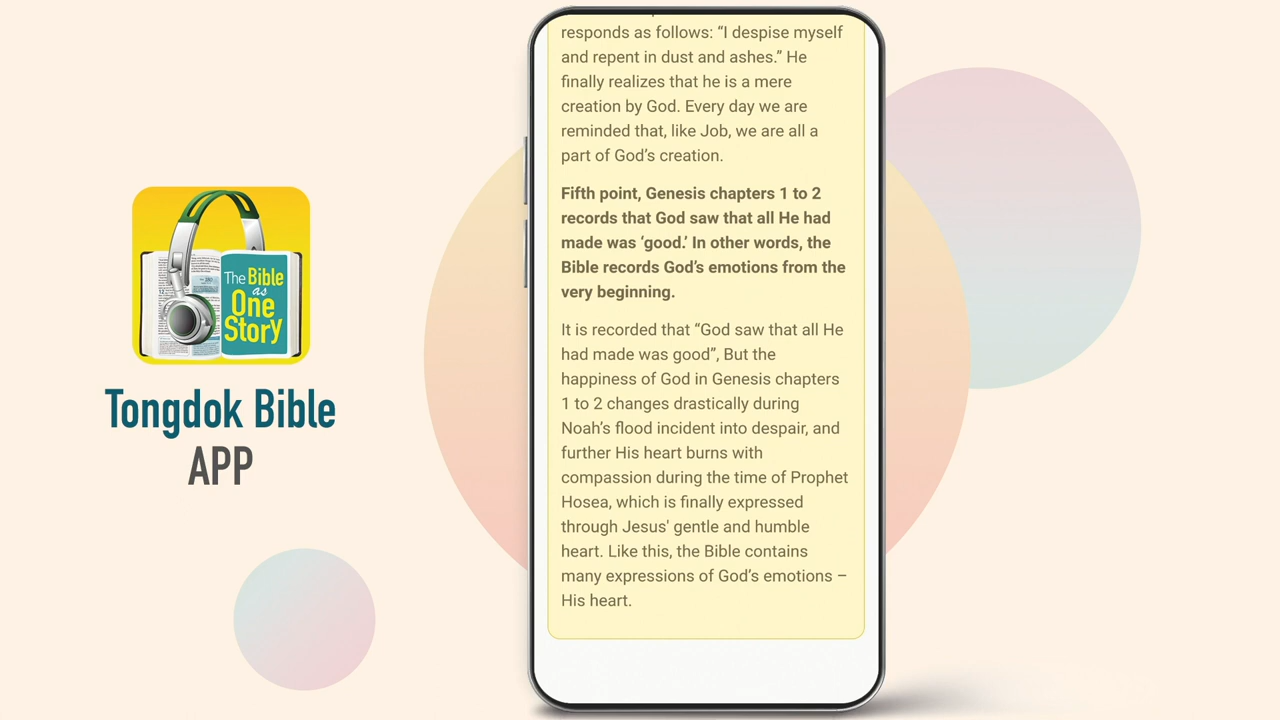 The Bible
as
One
Story
Tongdok Bible
APP
responds as follows: “I despise myself
and repent in dust and ashes.” He
finally realizes that he is a mere
creation by God. Every day we are
reminded that, like Job, we are all a
part of God’s creation.
Fifth point, Genesis chapters 1 to 2
records that God saw that all He had
made was ‘good.’ In other words, the
Bible records God’s emotions from the
very beginning.
It is recorded that “God saw that all He
had made was good”, But the
happiness of God in Genesis chapters
1 to 2 changes drastically during
Noah’s flood incident into despair, and
further His heart burns with
compassion during the time of Prophet
Hosea, which is finally expressed
through Jesus' gentle and humble
heart. Like this, the Bible contains
many expressions of God’s emotions –
His heart.